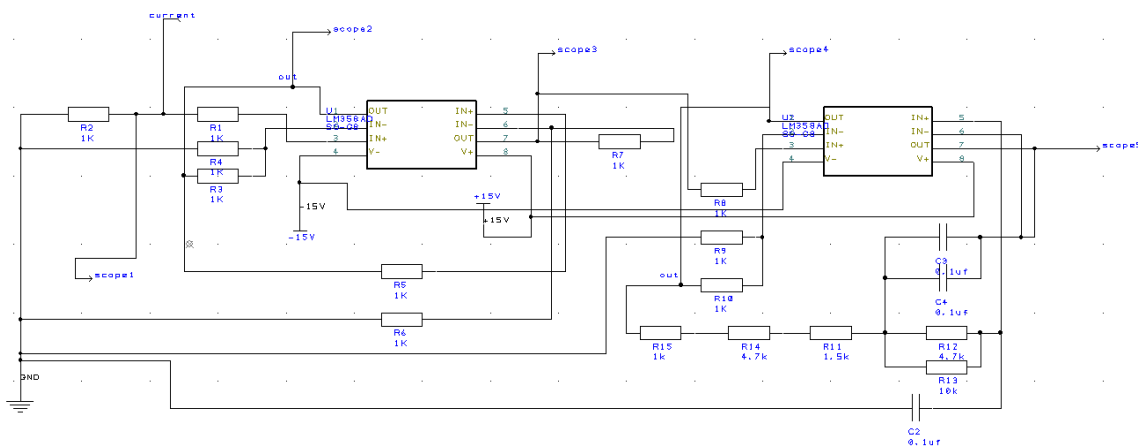 current
scope2
scope3
scope4
out
U1
LM358AD
SO-G8
OUT
IN-
IN+
V-
IN+
IN-
OUT
V+
1
3
4
5
6
7
8
R2
1K
R1
1K
R4
1K
R3
1K
R7
1K
U2
LM358AD
SO-G8
OUT
IN-
IN+
V-
IN+
IN-
OUT
V+
3
4
5
6
7
8
scope5
-15V
-15V
+15V
+15V
R8
1K
R9
1K
out
R10
1K
scope1
R5
1K
R6
1K
C3
0.1uf
C4
0.1uf
R15
1k
R14
4.7k
R11
1.5k
R12
4.7k
R13
10k
GND
C2
0.1uf